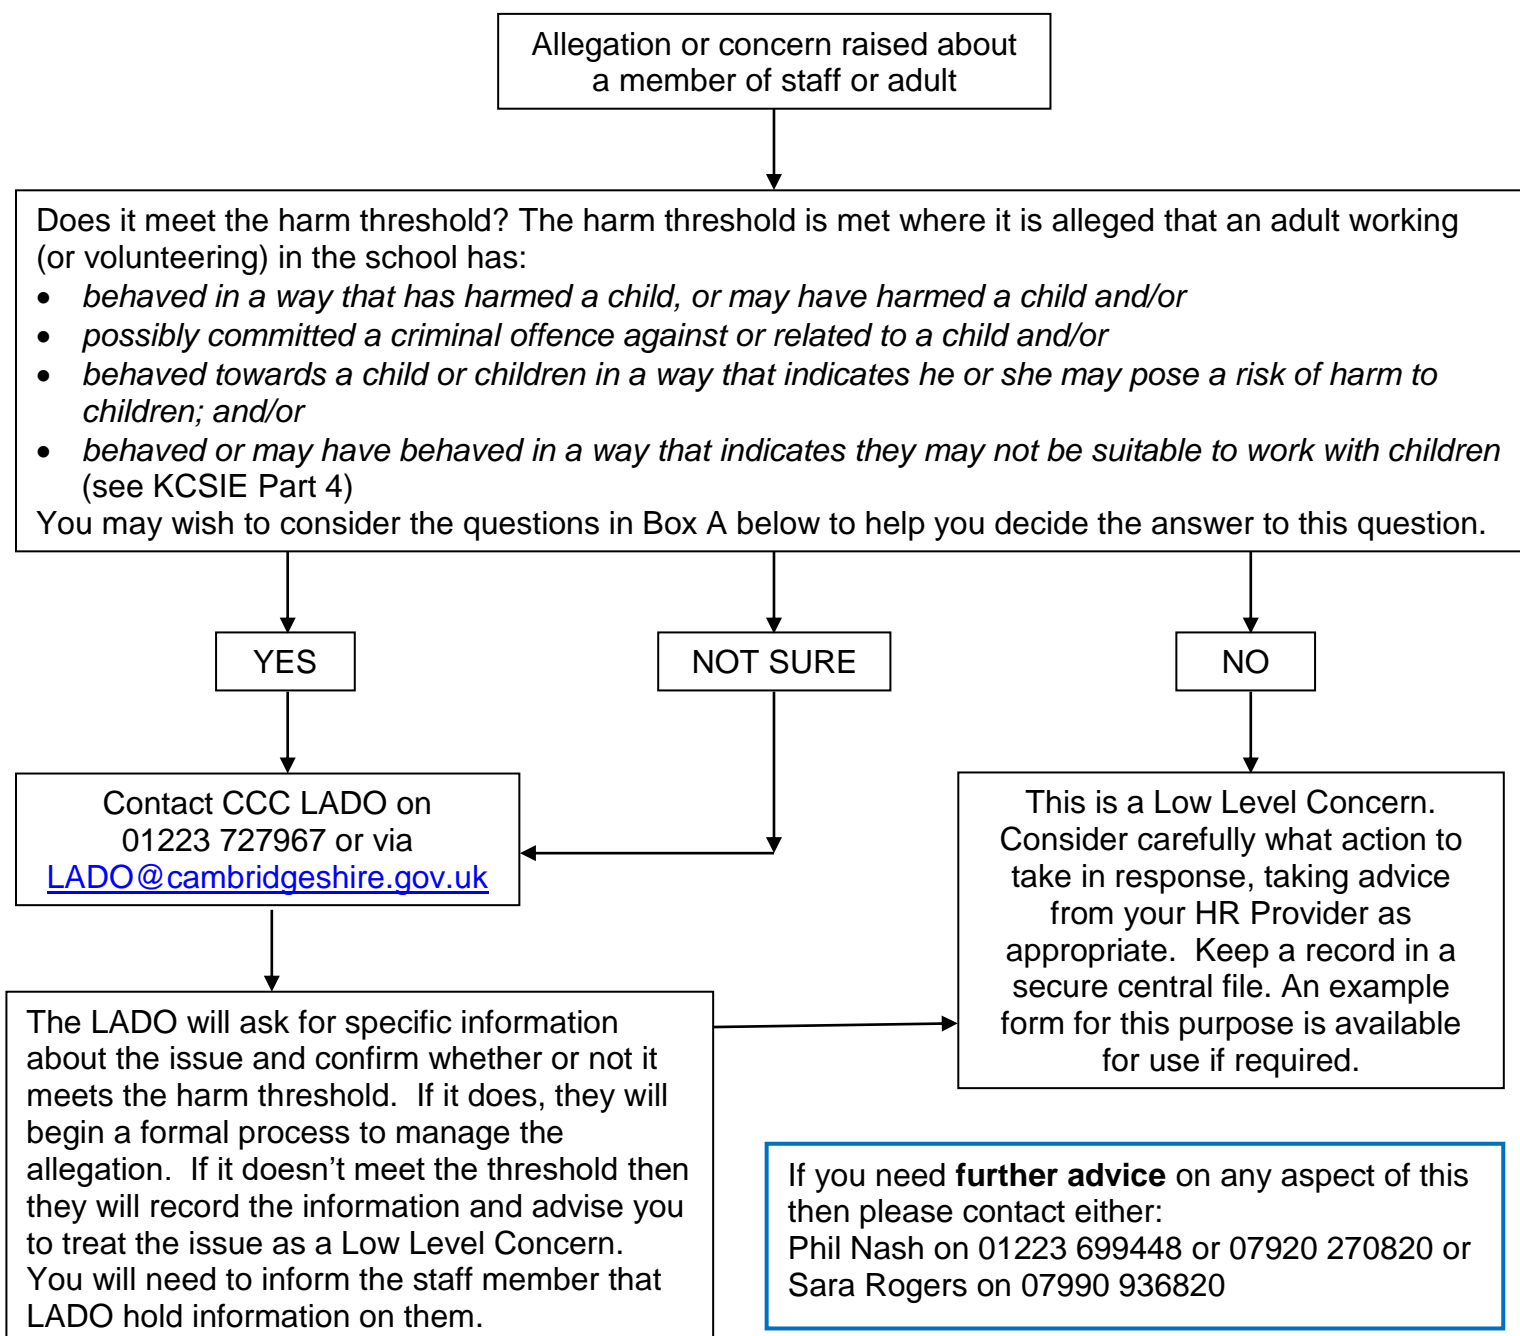 Allegation or concern raised about
a member of staff or adult
Does it meet the harm threshold? The harm threshold is met where it is alleged that an adult working
(or volunteering) in the school has:
• behaved in a way that has harmed a child, or may have harmed a child and/or
• possibly committed a criminal offence against or related to a child and/or
• behaved towards a child or children in a way that indicates he or she may pose a risk of harm to
children; and/or
• behaved or may have behaved in a way that indicates they may not be suitable to work with children
(see KCSIE Part 4)
You may wish to consider the questions in Box A below to help you decide the answer to this question.
YES
NOT SURE
NO
Contact CCC LADO on
01223 727967 or via
LADO@cambridgeshire.gov.uk
This is a Low Level Concern.
Consider carefully what action to
take in response, taking advice
from your HR Provider as
appropriate.  Keep a record in a
secure central file. An example
form for this purpose is available
for use if required.
The LADO will ask for specific information
about the issue and confirm whether or not it
meets the harm threshold.  If it does, they will
begin a formal process to manage the
allegation.  If it doesn’t meet the threshold then
they will record the information and advise you
to treat the issue as a Low Level Concern.
You will need to inform the staff member that
LADO hold information on them.
If you need further advice on any aspect of this
then please contact either:
Phil Nash on 01223 699448 or 07920 270820 or
Sara Rogers on 07990 936820